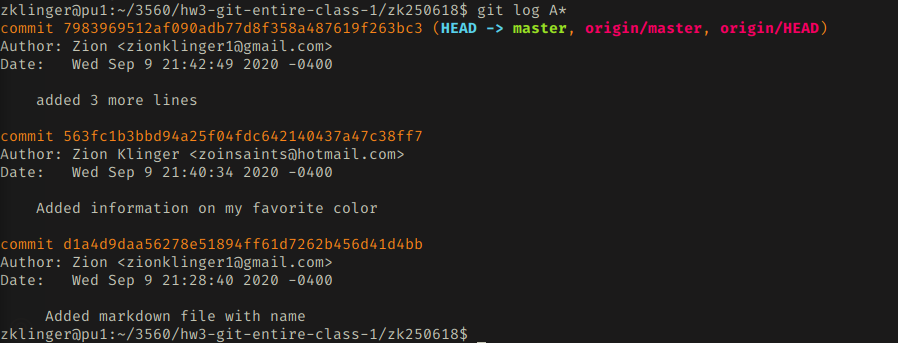 zklinger@pu1:~/3560/hw3-git-entire-class-1/zk250618$ git log A*
commit 7983969512af090adb77d8f358a487619f263bc3 (HEAD -> master, origin/master, origin/HEAD)
Author: Zion <zionklinger1@gmail.com>
Date:   Wed Sep 9 21:42:49 2020 -0400

    added 3 more lines

commit 563fc1b3bbd94a25f04fdc642140437a47c38ff7
Author: Zion Klinger <zoinsaints@hotmail.com>
Date:   Wed Sep 9 21:40:34 2020 -0400

    Added information on my favorite color

commit d1a4d9daa56278e51894ff61d7262b456d41d4bb
Author: Zion <zionklinger1@gmail.com>
Date:   Wed Sep 9 21:28:40 2020 -0400

     Added markdown file with name
zklinger@pu1:~/3560/hw3-git-entire-class-1/zk250618$ _